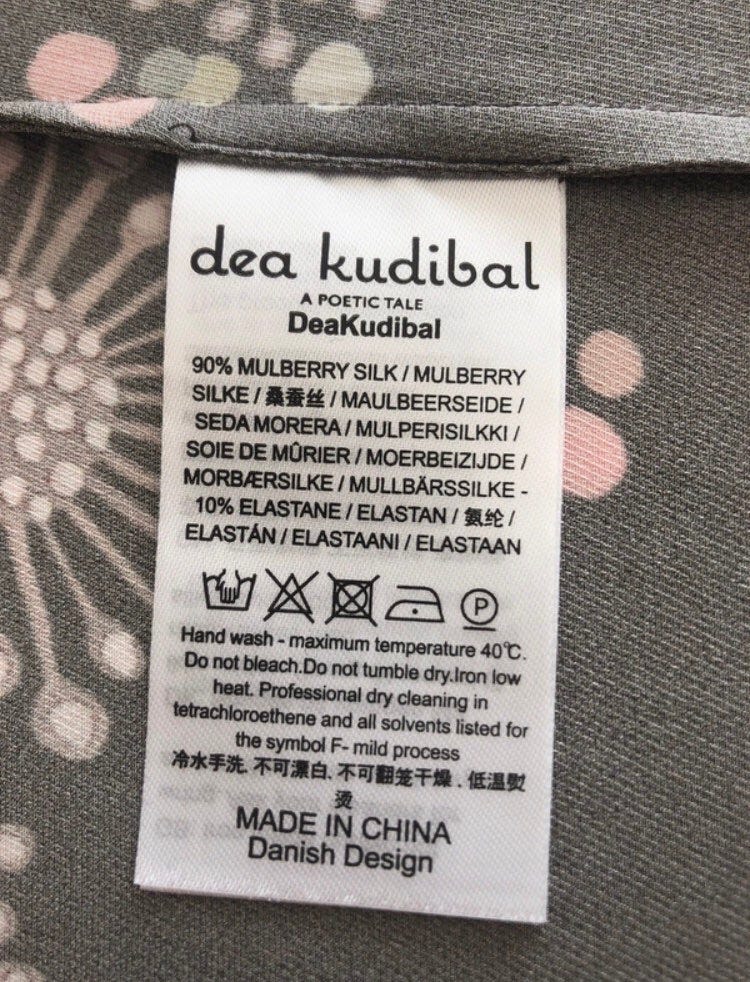 dea kudibal
A POETIC TALE
DeaKudibal
90% MULBERRY SILK / MULBERRY
SILKE / 桑蚕丝 / MAULBEERSEIDE /
SEDA MORERA / MULPERISILKKI /
SOIE DE MÛRIER / MOERBEIZIJDE /
MORBÆRSILKE / MULLBÄRSSILKE -
10% ELASTANE / ELASTAN / 氨纶 /
ELASTÁN / ELASTAANI / ELASTAAN
P
Hand wash - maximum temperature 40℃.
Do not bleach.Do not tumble dry.Iron low
heat. Professional dry cleaning in
tetrachloroethene and all solvents listed for
the symbol F- mild process
冷水手洗. 不可漂白. 不可翻笼干燥 . 低温熨
烫
MADE IN CHINA
Danish Design